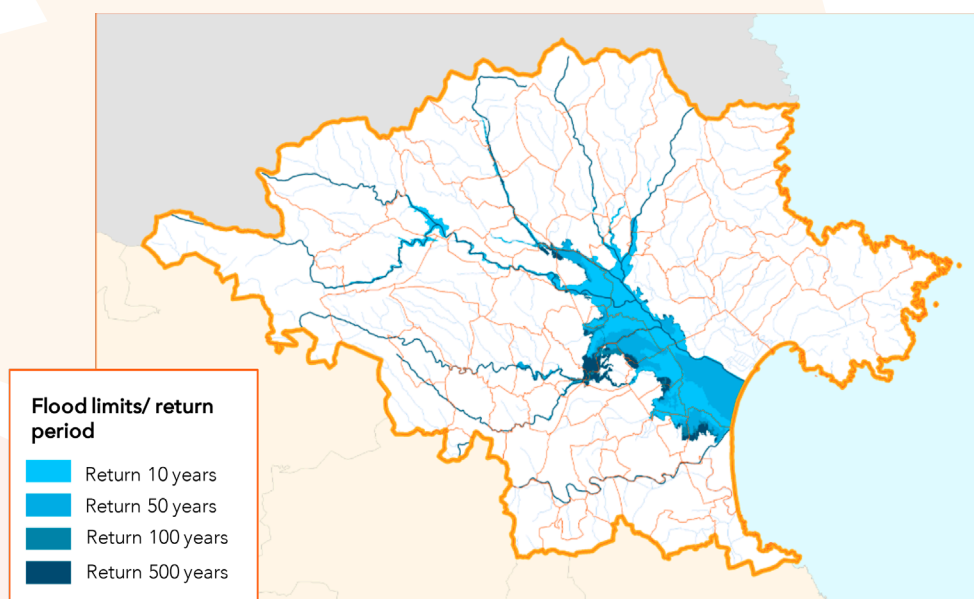 Flood limits/ return
period
Return 10 years
Return 50 years
Return 100 years
Return 500 years